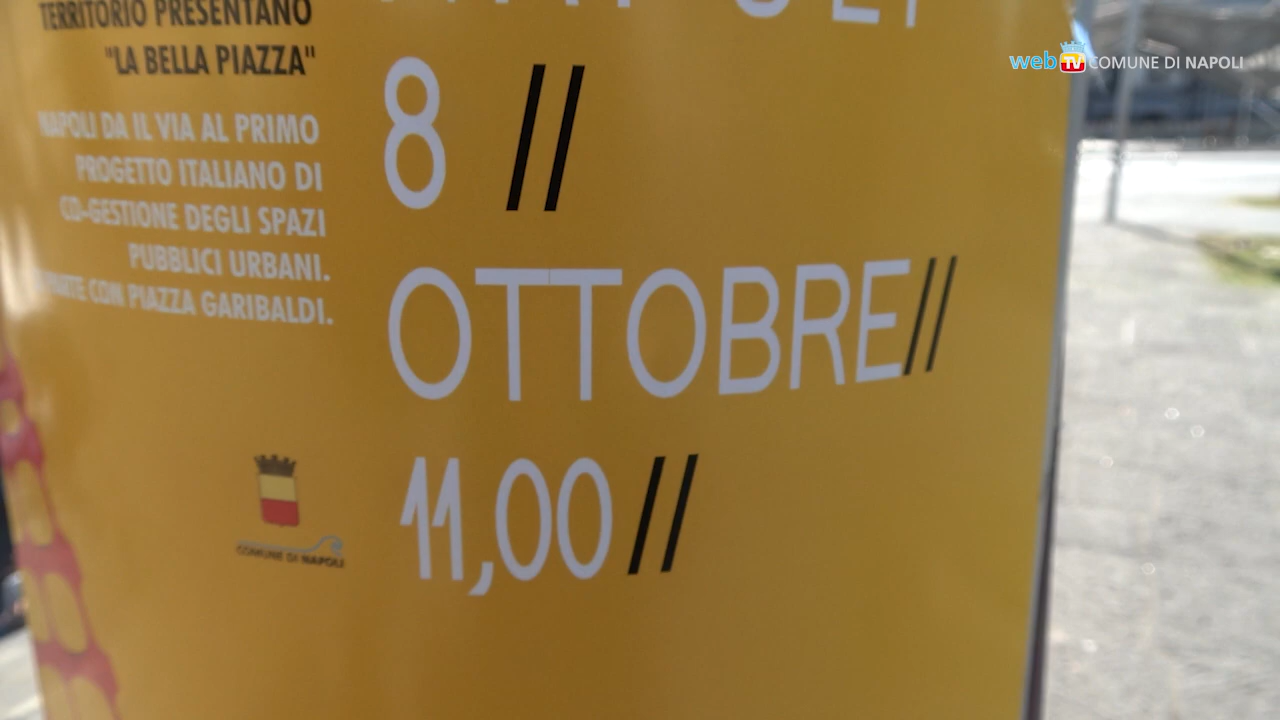 TERRITORIO PRESENTANO
"LA BELLA PIAZZA"
NAPOLI DA IL VIA AL PRIMO
PROGETTO ITALIANO DI
CO-GESTIONE DEGLI SPAZI
PUBBLICI URBANI.
CON PIAZZA GARIBALDI.
8 //
OTTOBRE//
11,00//
COMUNE DI NAPOLI
web TV COMUNE DI NAPOLI